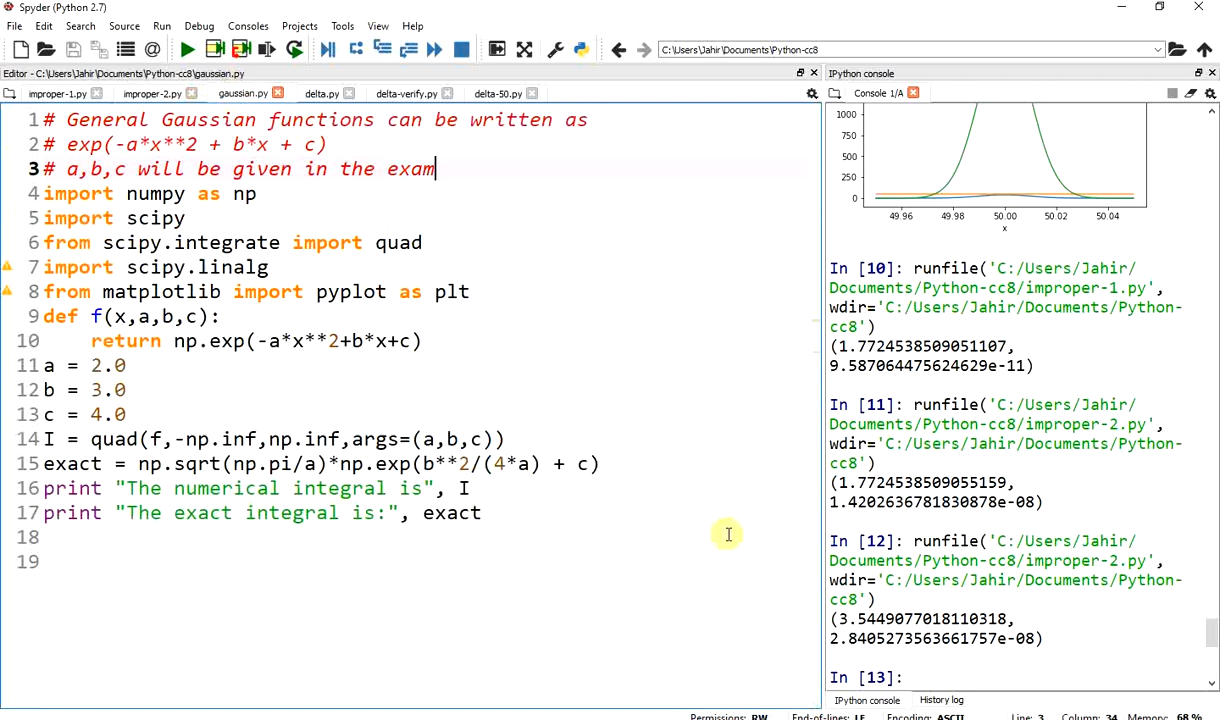 Spyder (Python 2.7)
File Edit Search Source Run Debug Consoles Projects Tools View Help
C:\Users\Jahir\Documents\Python-cc8
Editor - C:\Users\Jahir\Documents\Python-cc8\gaussian.py
improper-1.py improper-2.py gaussian.py delta.py delta-verify.py delta-50.py
1 # General Gaussian functions can be written as
2 # exp(-a*x**2 + b*x + c)
3 # a,b,c will be given in the exam
4 import numpy as np
5 import scipy
6 from scipy.integrate import quad
7 import scipy.linalg
8 from matplotlib import pyplot as plt
9 def f(x,a,b,c):
10     return np.exp(-a*x**2+b*x+c)
11 a = 2.0
12 b = 3.0
13 c = 4.0
14 I = quad(f,-np.inf,np.inf,args=(a,b,c))
15 exact = np.sqrt(np.pi/a)*np.exp(b**2/(4*a) + c)
16 print "The numerical integral is", I
17 print "The exact integral is:", exact
18
19
IPython console
Console 1/A
1000
750
500
250
0
49.96 49.98 50.00 50.02 50.04
x
In [10]: runfile('C:/Users/Jahir/
Documents/Python-cc8/improper-1.py',
wdir='C:/Users/Jahir/Documents/Python-
cc8')
(1.7724538509051107,
9.587064475624629e-11)
In [11]: runfile('C:/Users/Jahir/
Documents/Python-cc8/improper-2.py',
wdir='C:/Users/Jahir/Documents/Python-
cc8')
(1.7724538509055159,
1.4202636781830878e-08)
In [12]: runfile('C:/Users/Jahir/
Documents/Python-cc8/improper-2.py',
wdir='C:/Users/Jahir/Documents/Python-
cc8')
(3.5449077018110318,
2.8405273563661757e-08)
In [13]:
IPython console History log
Permissions: RW End-of-lines: LF Encoding: ASCII Line: 3 Column: 34 Memory: 68 %